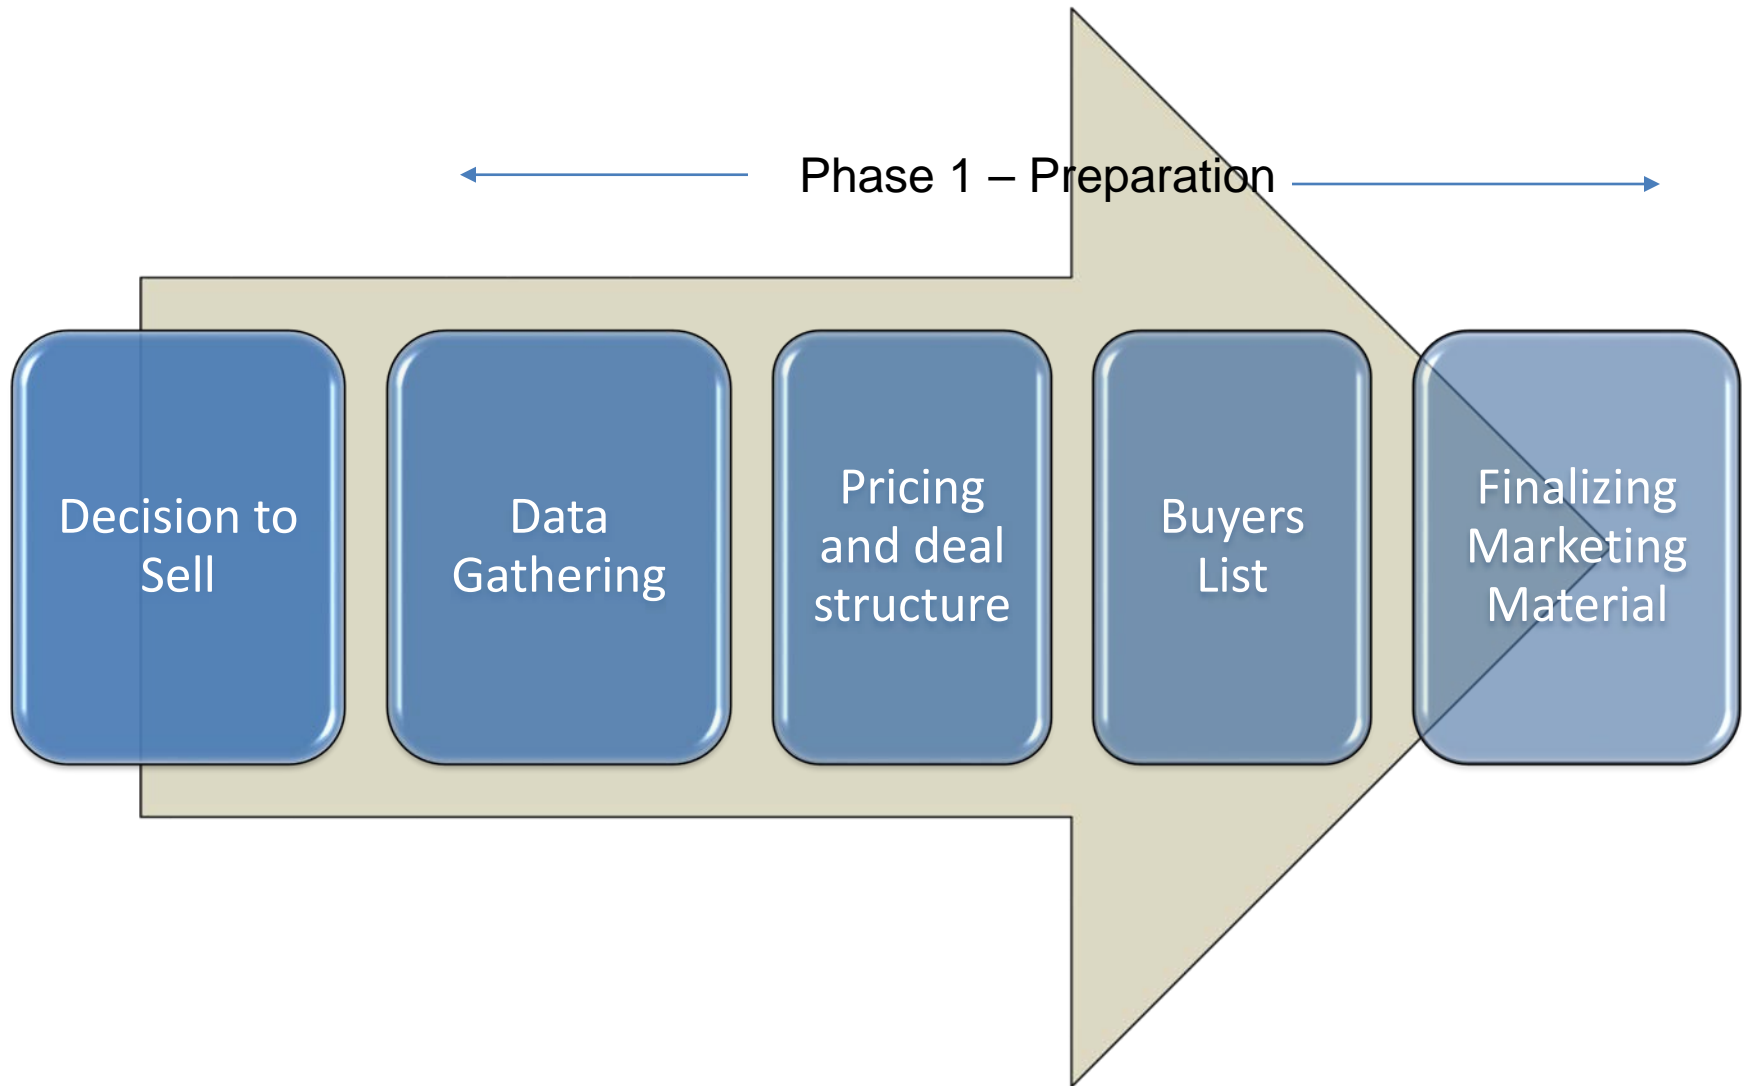 Phase 1 – Preparation
Decision to
Sell
Data
Gathering
Pricing
and deal
structure
Buyers
List
Finalizing
Marketing
Material